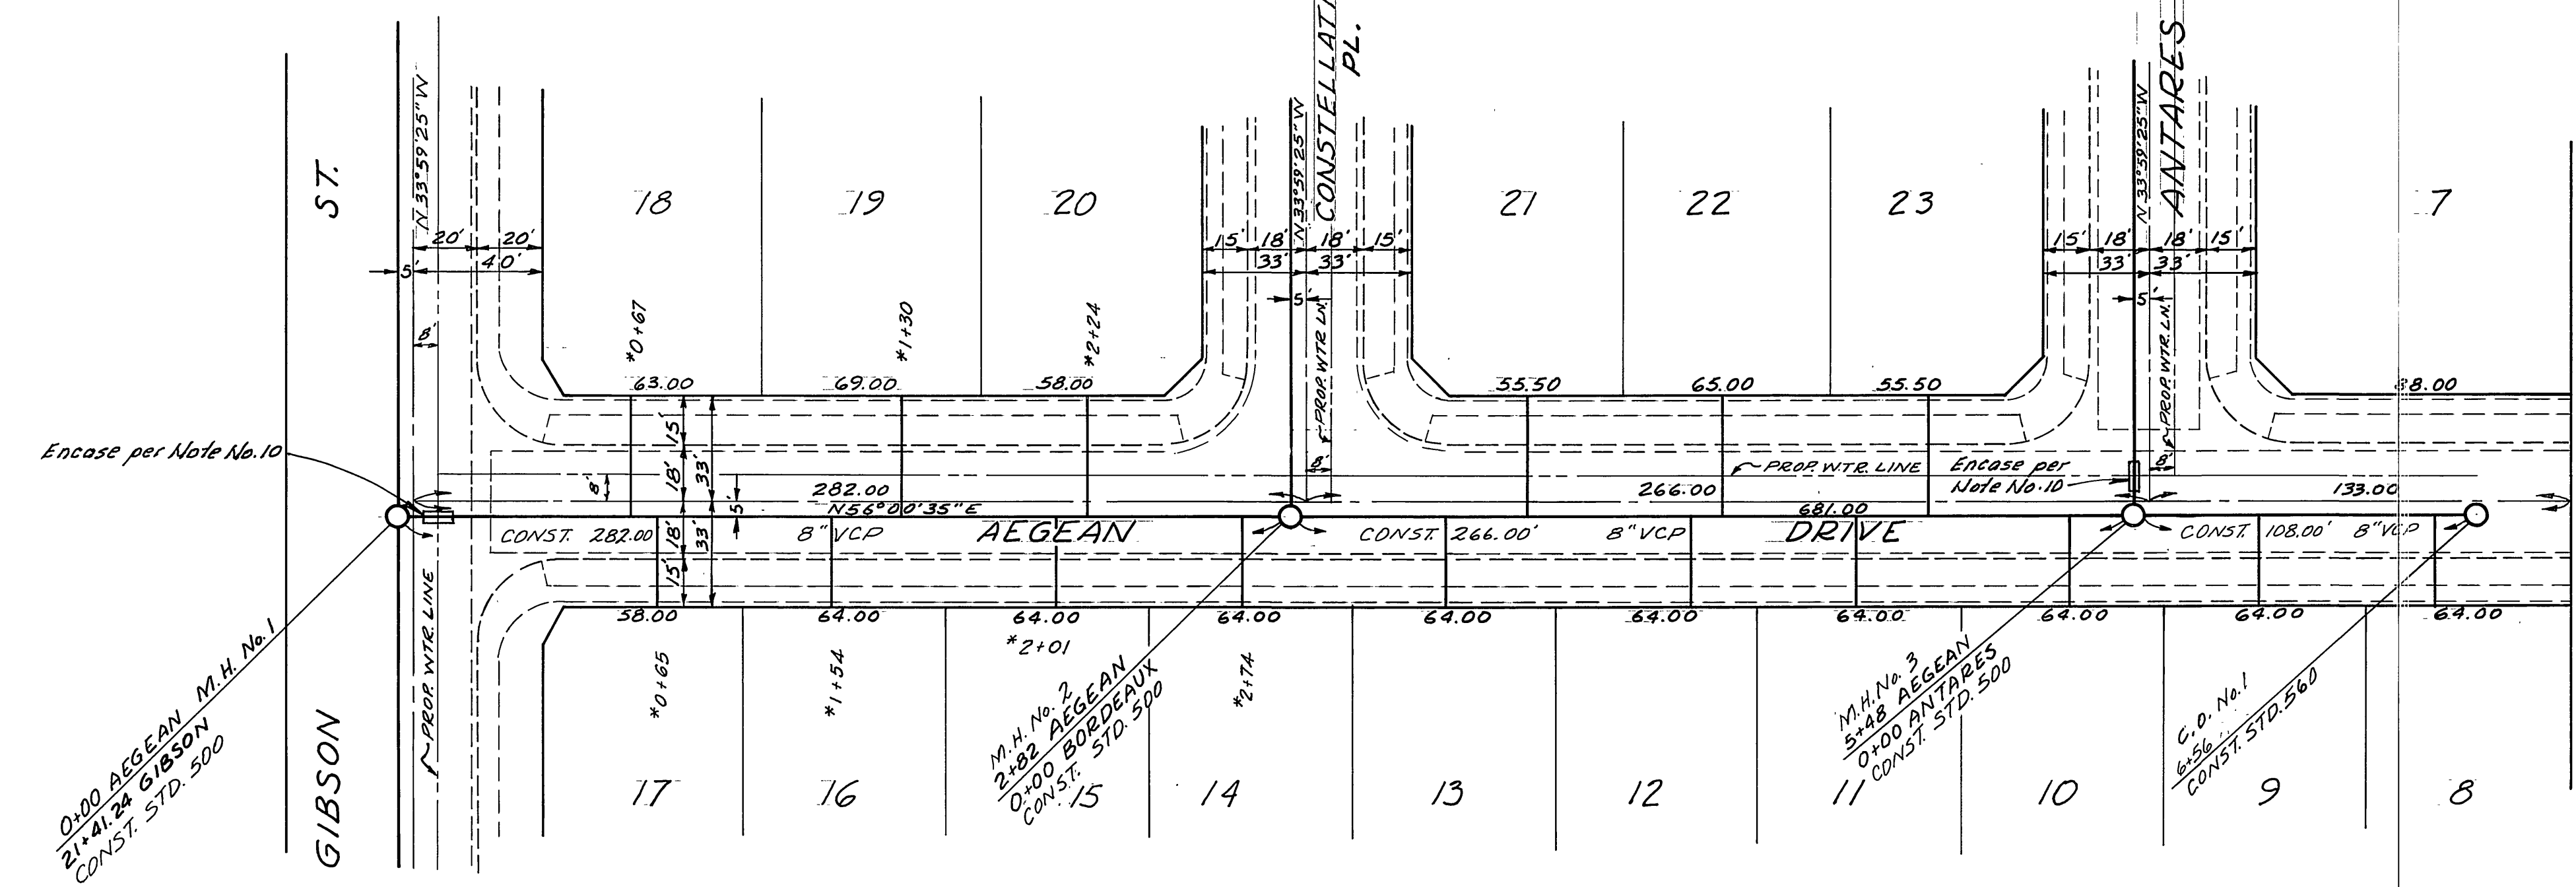 ST.
GIBSON
N 33°59'25" W
20' 20'
5' 40'
8'
18
19
20
*0+67
*1+30
*2+24
63.00
69.00
58.00
15' 18' 18' 15'
33' 33'
5'
N 33°59'25" W
PL.
PROP. WTR. LN.
8'
21
22
23
55.50
65.00
55.50
15' 18' 18' 15'
33' 33'
5'
N 33°59'25" W
ANTARES
PROP. WTR. LN.
8'
7
Encase per Note No. 10
15'
18' 33'
8'
5'
282.00
N56°00'35"E
266.00
PROP. WTR. LINE
Encase per
Note No. 10
681.00
133.00
CONST. 282.00 8" VCP
AEGEAN
CONST. 266.00' 8" VCP
DRIVE
CONST. 108.00' 8" VCP
18' 33'
15'
PROP. WTR. LINE
58.00
64.00
64.00
64.00
64.00
64.00
64.00
64.00
64.00
64.00
*0+65
*1+54
*2+01
*2+74
0+00 AEGEAN M.H. No. 1
21+41.24 GIBSON
CONST. STD. 500
M.H. No. 2
2+82 AEGEAN
0+00 BORDEAUX
CONST. STD. 500
M.H. No. 3
5+48 AEGEAN
0+00 ANTARES
CONST. STD. 500
C.O. No. 1
6+56
CONST. STD. 560
17
16
15
14
13
12
11
10
9
8